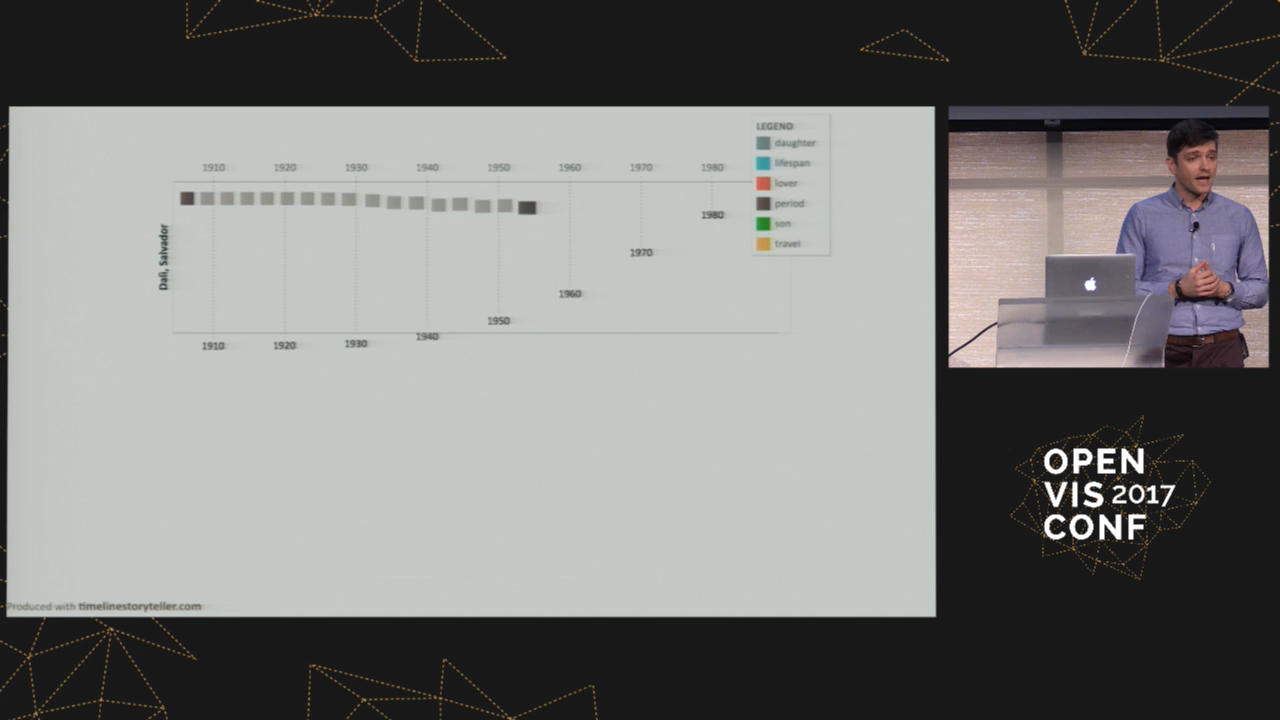 LEGEND
daughter
lifespan
lover
period
son
travel
1910 1920 1930 1940 1950 1960 1970 1980
Dalì, Salvador
1980
1970
1960
1950
1940
1910 1920 1930
Produced with timelinestoryteller.com
OPEN
VIS 2017
CONF